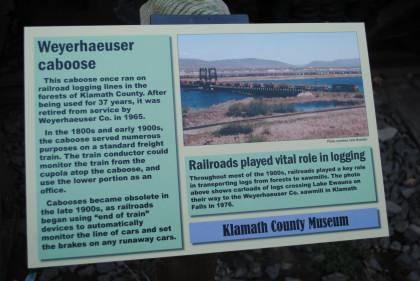 Weyerhaeuser
caboose
This caboose once ran on
railroad logging lines in the
forests of Klamath County. After
being used for 37 years, it was
retired from service by
Weyerhaeuser Co. in 1965.
In the 1800s and early 1900s,
the caboose served numerous
purposes on a standard freight
train. The train conductor could
monitor the train from the
cupola atop the caboose, and
use the lower portion as an
office.
Cabooses became obsolete in
the late 1900s, as railroads
began using “end of train”
devices to automatically
monitor the line of cars and set
the brakes on any runaway cars.
Photo courtesy
Railroads played vital role in logging
Throughout most of the 1900s, railroads played a key role
in transporting logs from forests to sawmills. The photo
above shows carloads of logs crossing Lake Ewauna on
their way to the Weyerhaeuser Co. sawmill in Klamath
Falls in 1976.
Klamath County Museum